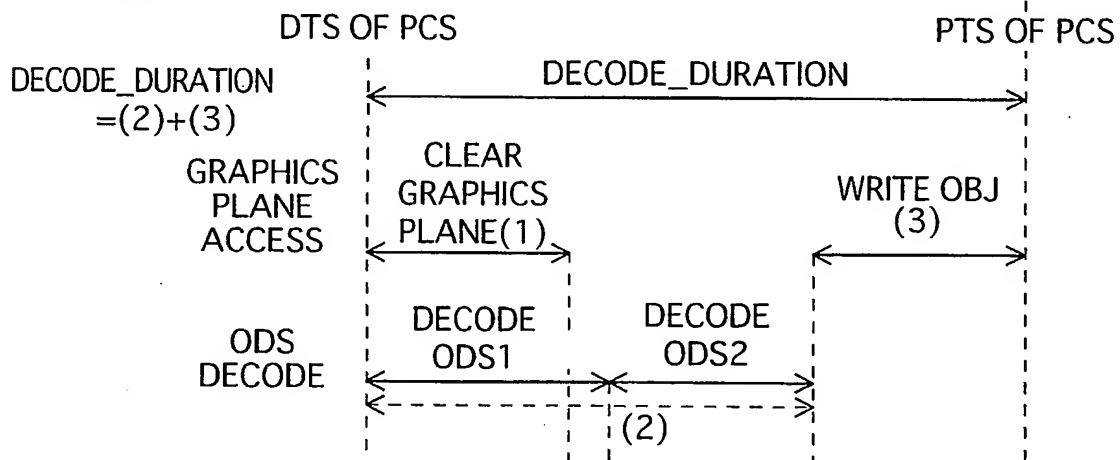 DTS OF PCS
PTS OF PCS
DECODE_DURATION
=(2)+(3)
DECODE_DURATION
GRAPHICS
PLANE
ACCESS
CLEAR
GRAPHICS
PLANE(1)
WRITE OBJ
(3)
ODS
DECODE
DECODE
ODS1
DECODE
ODS2
(2)